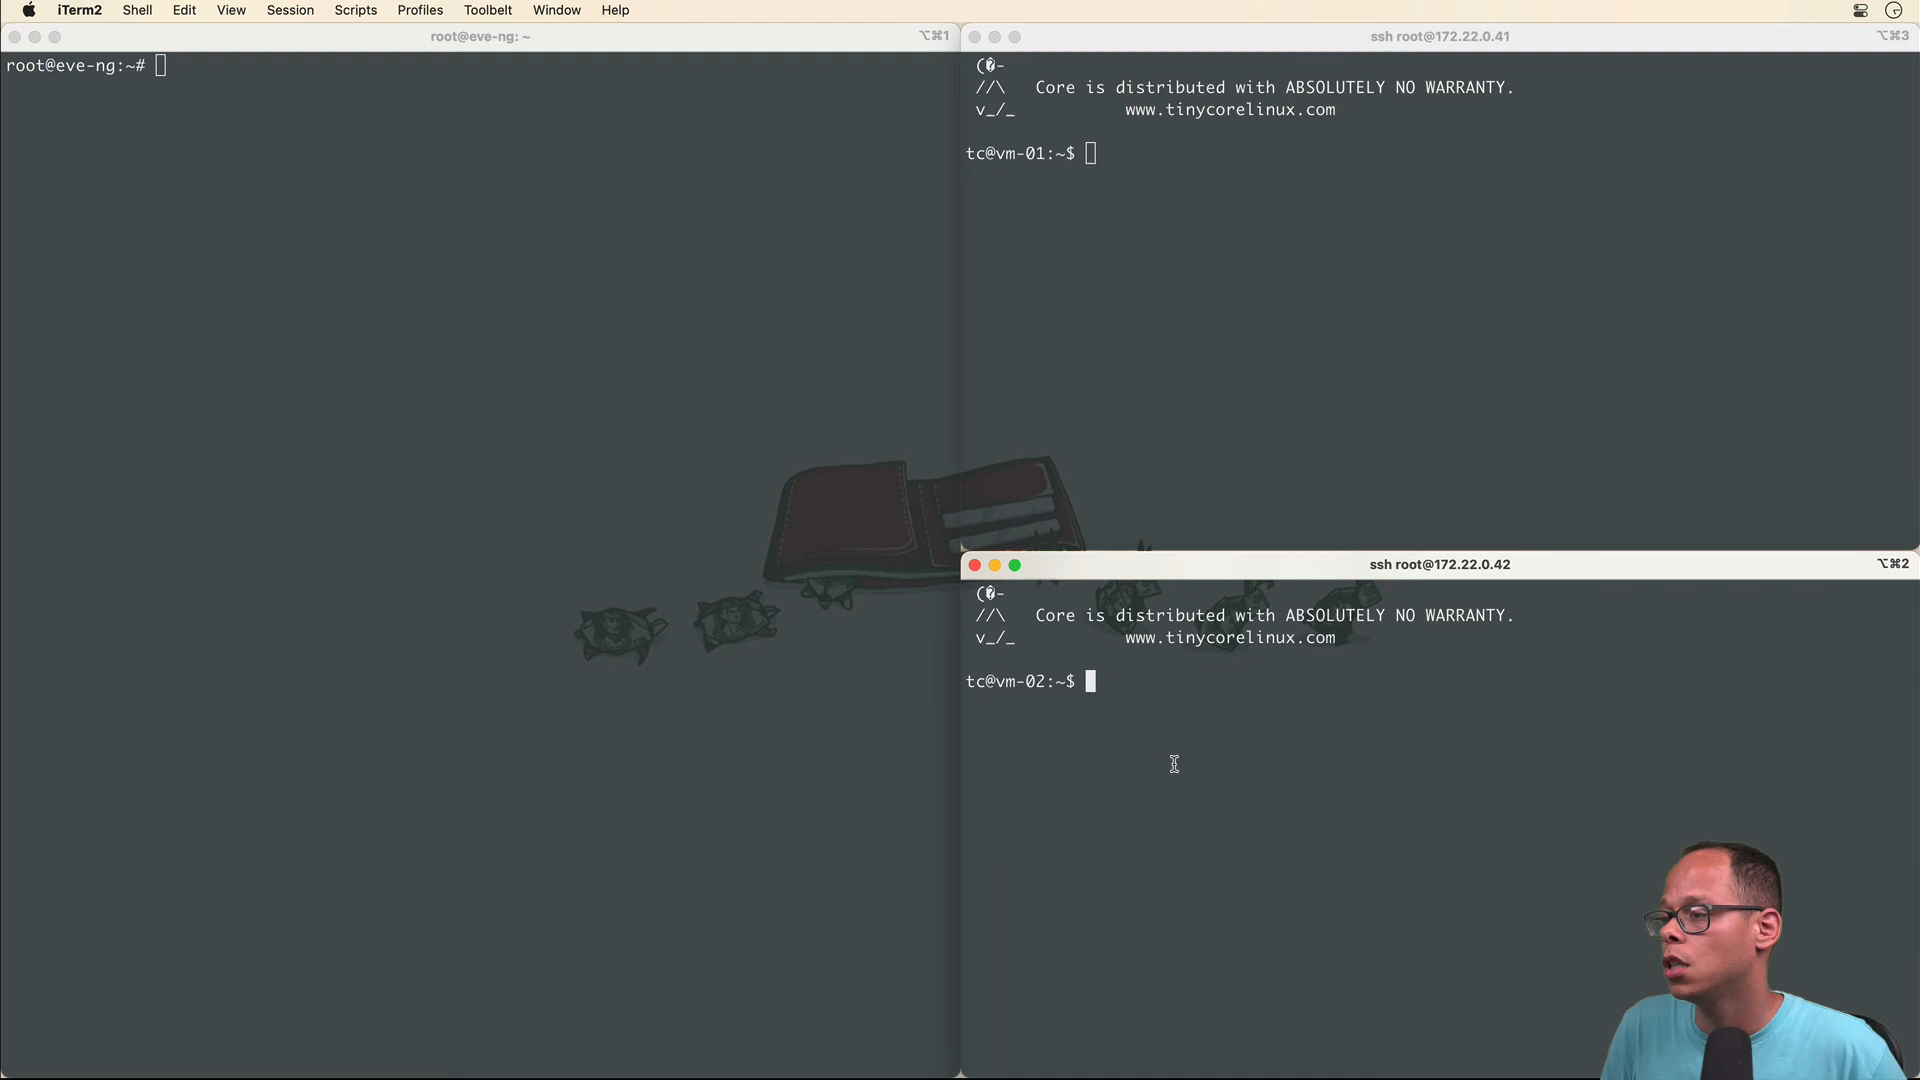 iTerm2 Shell Edit View Session Scripts Profiles Toolbelt Window Help
root@eve-ng: ~ ⌥⌘1
root@eve-ng:~#
ssh root@172.22.0.41 ⌥⌘3
(�-
//\ Core is distributed with ABSOLUTELY NO WARRANTY.
v_/_ www.tinycorelinux.com
tc@vm-01:~$
ssh root@172.22.0.42 ⌥⌘2
(�-
//\ Core is distributed with ABSOLUTELY NO WARRANTY.
v_/_ www.tinycorelinux.com
tc@vm-02:~$